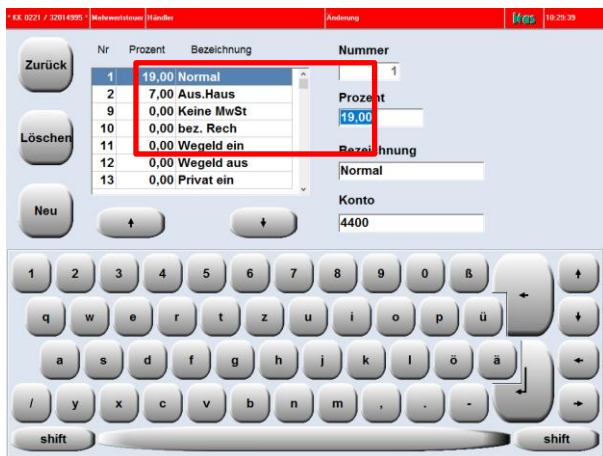 * KK 0221 / 32014995 * Mehrwertsteuer Händler Änderung 10:29:39
Zurück
Löschen
Neu
Nr Prozent Bezeichnung
1 19,00 Normal
2 7,00 Aus.Haus
9 0,00 Keine MwSt
10 0,00 bez. Rech
11 0,00 Wegeld ein
12 0,00 Wegeld aus
13 0,00 Privat ein
Nummer
1
Prozent
19,00
Bezeichnung
Normal
Konto
4400
1 2 3 4 5 6 7 8 9 0 ß
q w e r t z u i o p ü
a s d f g h j k l ö ä
/ y x c v b n m , . -
shift shift